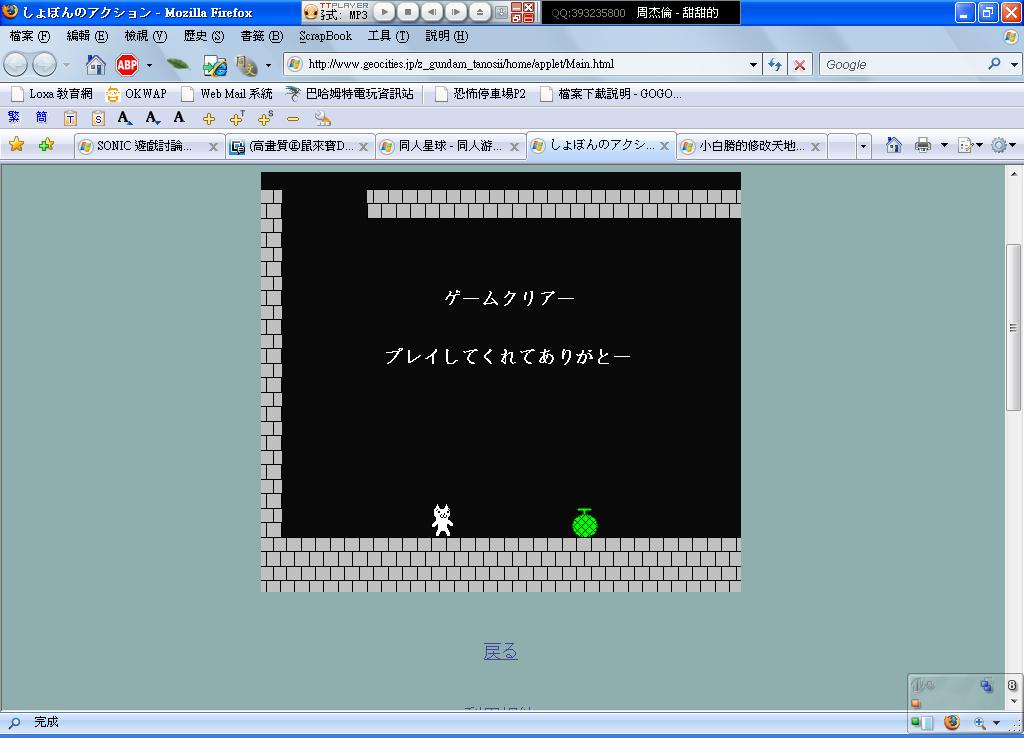 しょぼんのアクション - Mozilla Firefox
TTPLAYER
式: MP3
QQ:393235800 周杰倫 - 甜甜的
檔案 (F) 編輯 (E) 檢視 (V) 歷史 (S) 書籤 (B) ScrapBook 工具 (T) 說明 (H)
ABP
http://www.geocities.jp/z_gundam_tanosii/home/applet/Main.html
Google
Loxa 教育網 OKWAP Web Mail 系統 巴哈姆特電玩資訊站 恐怖停車場P2 檔案下載說明 - GOGO...
繁 簡 T S A A A
SONIC 遊戲討論... (高畫質@鼠來寶D... 同人星球 - 同人游... しょぼんのアクシ... 小白勝的修改天地...
ゲームクリアー
プレイしてくれてありがとー
戻る
完成